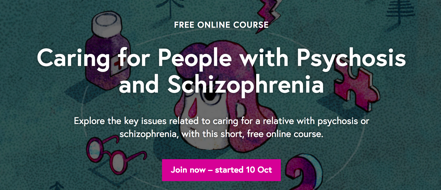 FREE ONLINE COURSE
Caring for People with Psychosis
and Schizophrenia
Explore the key issues related to caring for a relative with psychosis or
schizophrenia, with this short, free online course.
Join now – started 10 Oct